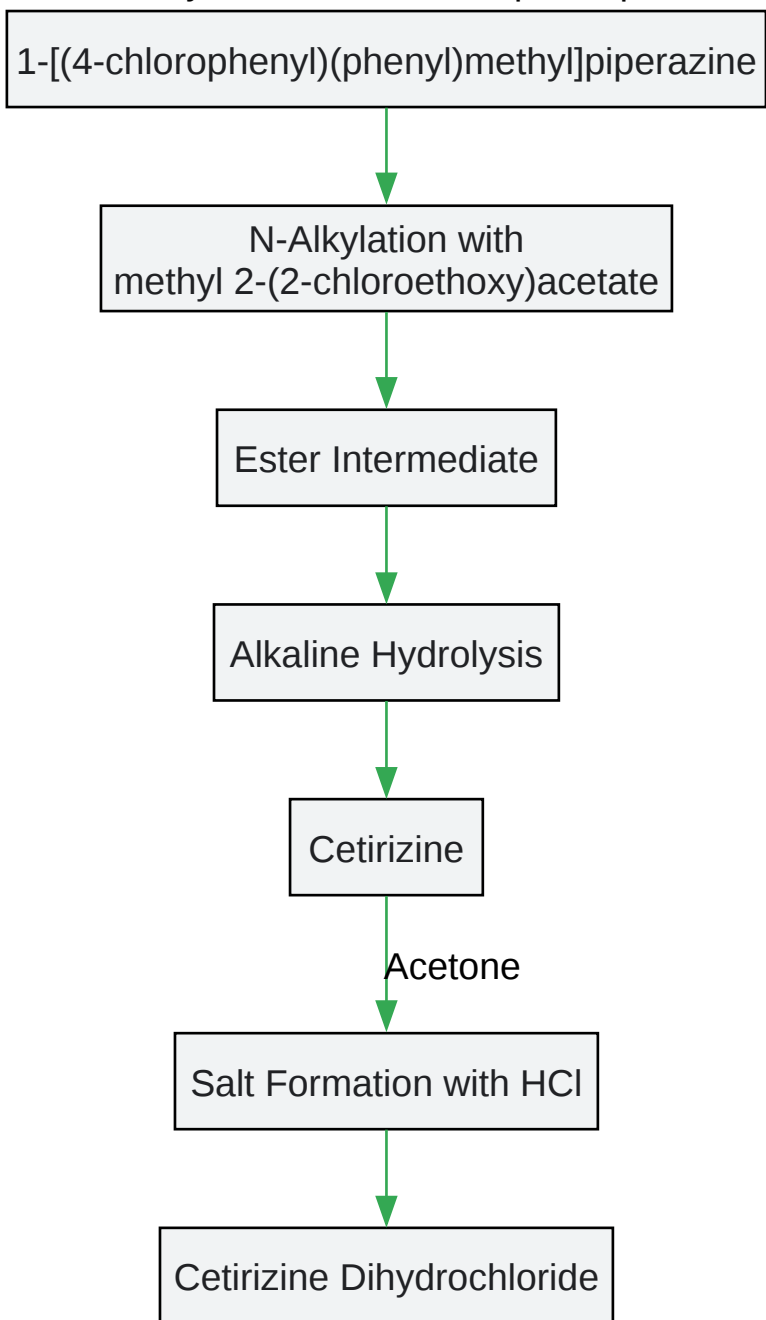 1-[(4-chlorophenyl)(phenyl)methyl]piperazine
N-Alkylation with
methyl 2-(2-chloroethoxy)acetate
Ester Intermediate
Alkaline Hydrolysis
Cetirizine
Acetone
Salt Formation with HCl
Cetirizine Dihydrochloride